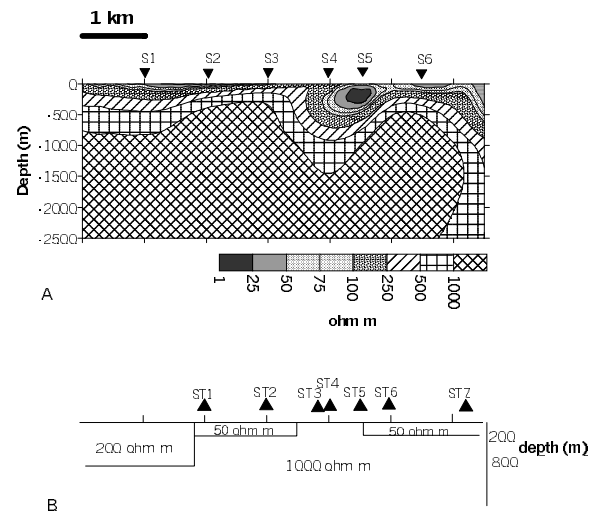 1 km
S1 S2 S3 S4 S5 S6
0
-500
-1000
-1500
-2000
-2500
Depth (m)
1 25 50 75 100 250 500 1000
ohm m
A
ST1 ST2 ST3 ST4 ST5 ST6 ST7
50 ohm m 50 ohm m
200 ohm m
1000 ohm m
200
800
depth (m)
B